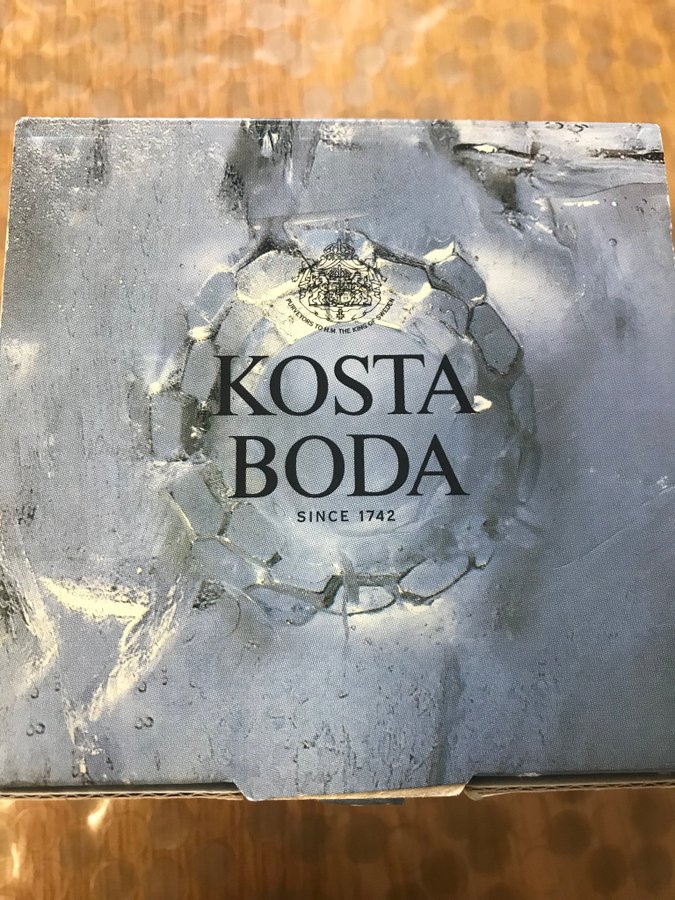 PURVEYORS TO H.M. THE KING OF SWEDEN
KOSTA
BODA
SINCE 1742